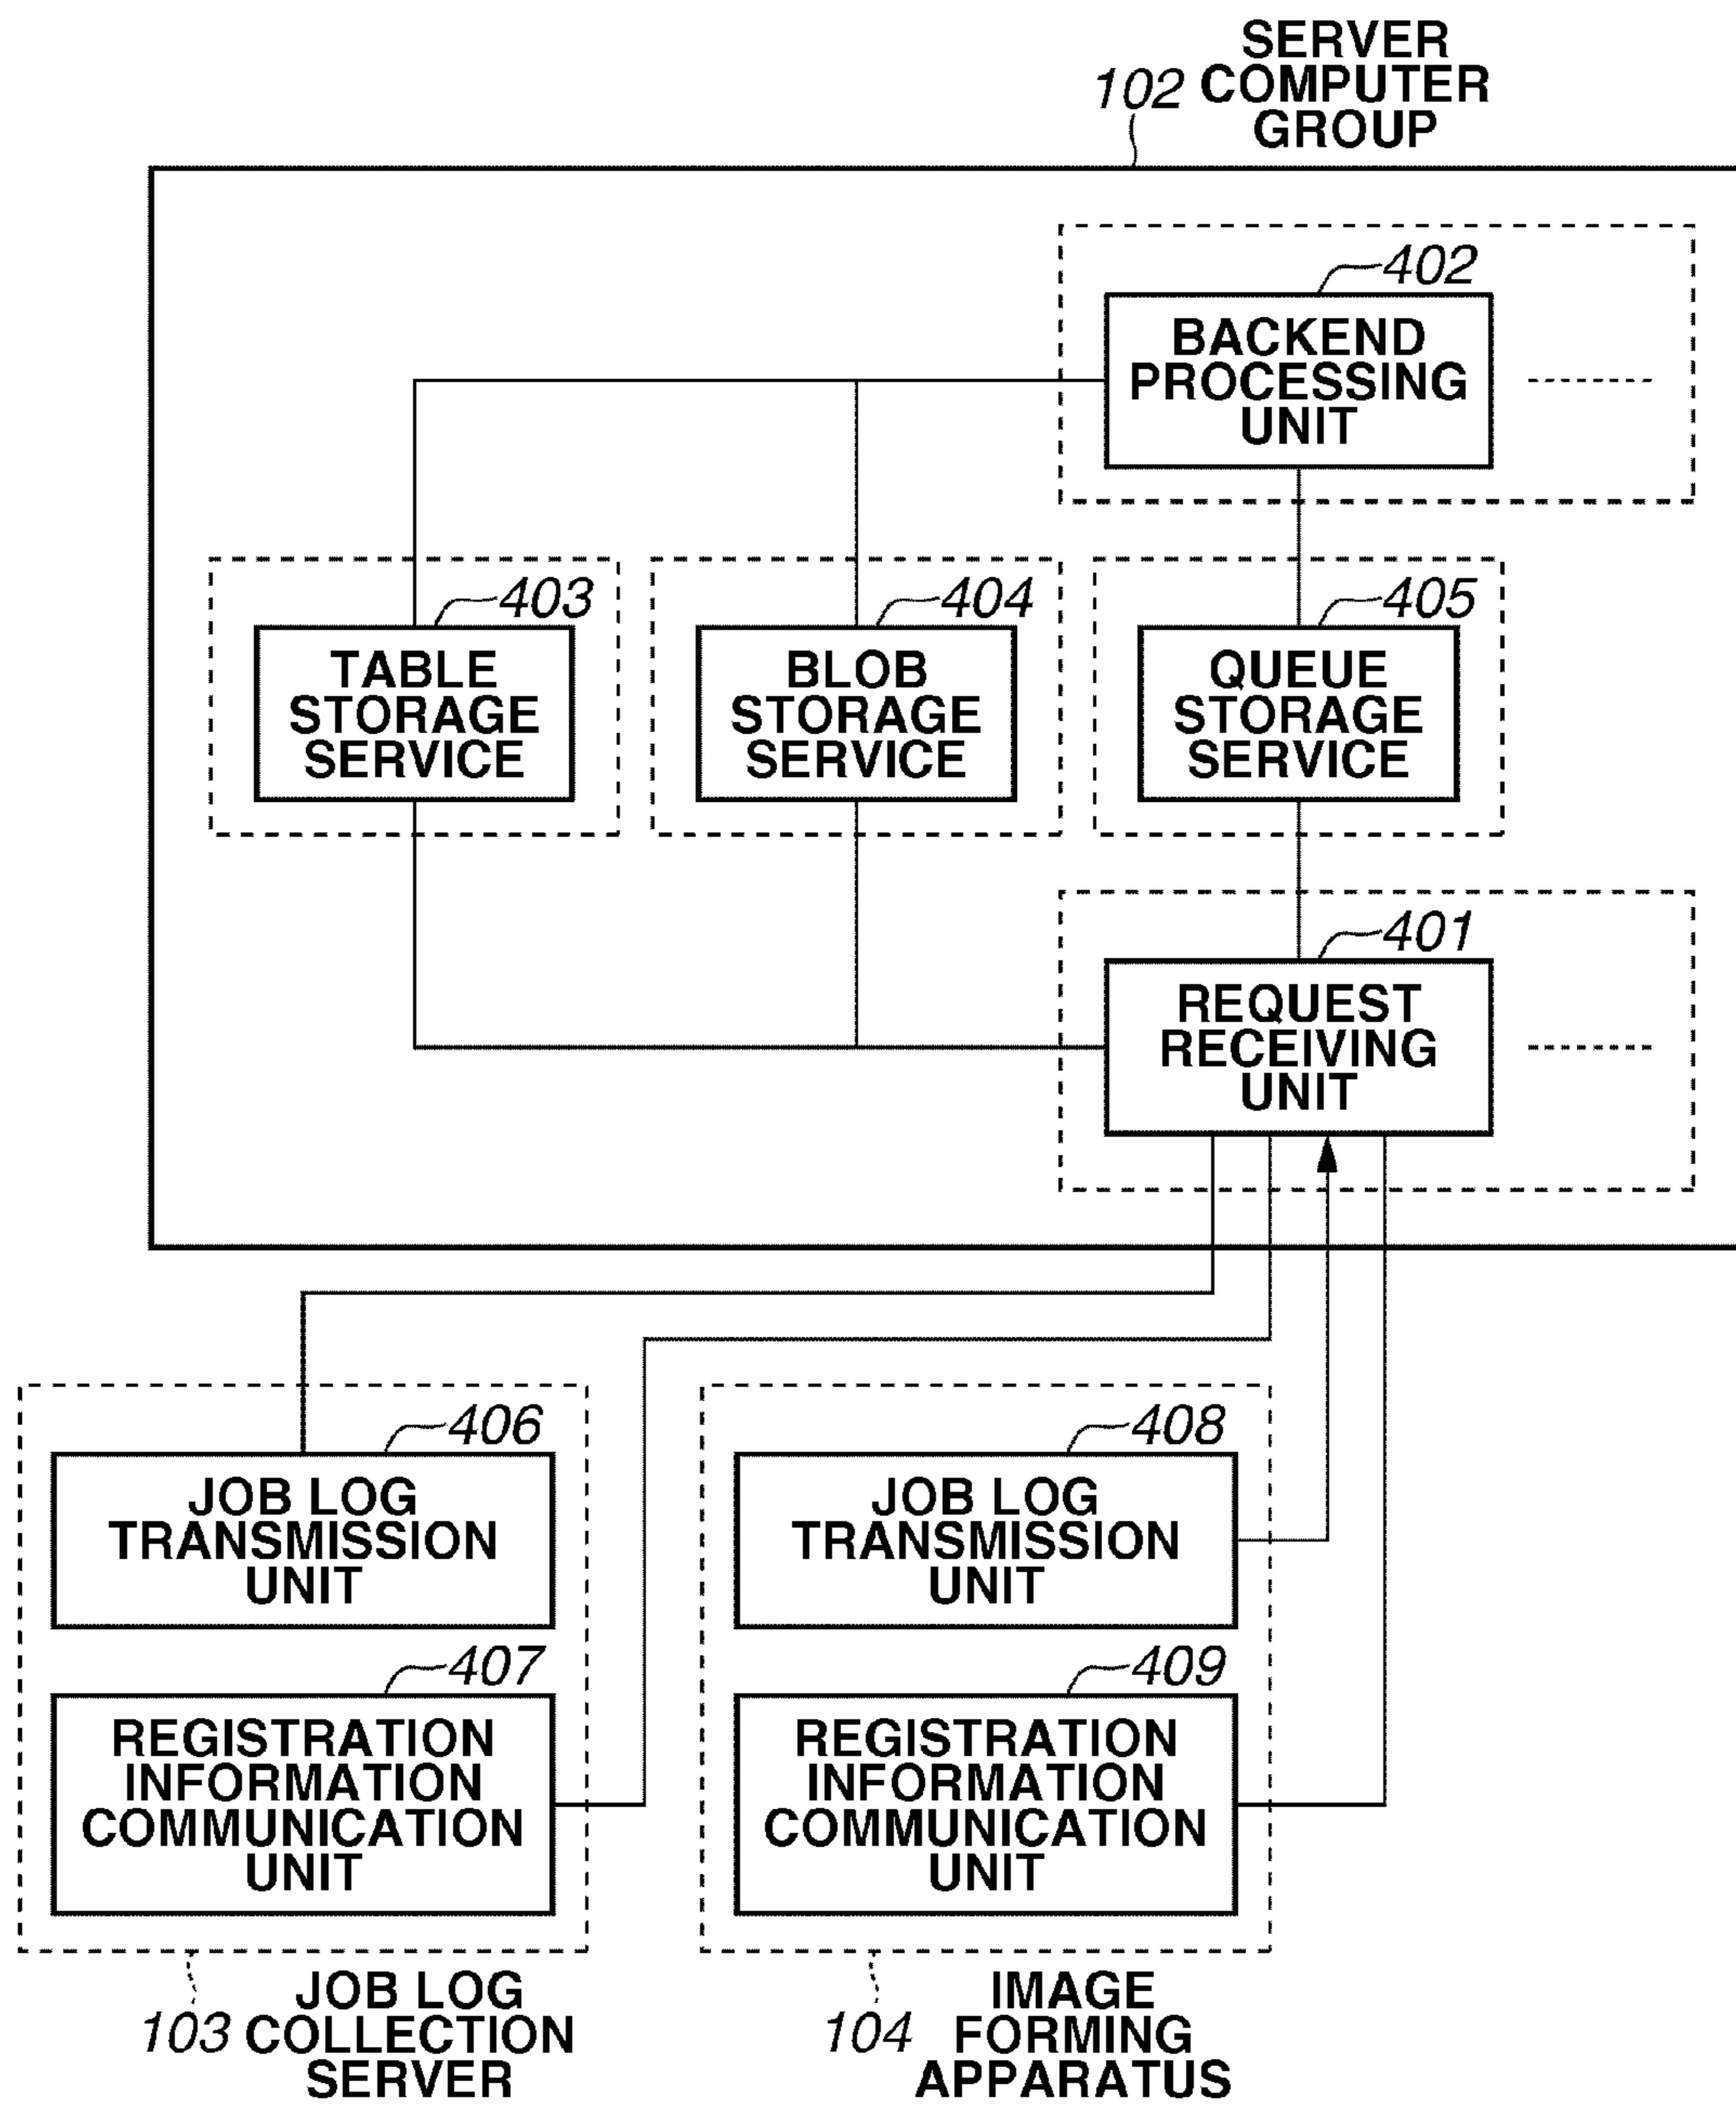 SERVER
102 COMPUTER
GROUP
402
BACKEND
PROCESSING
UNIT
403
TABLE
STORAGE
SERVICE
404
BLOB
STORAGE
SERVICE
405
QUEUE
STORAGE
SERVICE
401
REQUEST
RECEIVING
UNIT
406
JOB LOG
TRANSMISSION
UNIT
407
REGISTRATION
INFORMATION
COMMUNICATION
UNIT
408
JOB LOG
TRANSMISSION
UNIT
409
REGISTRATION
INFORMATION
COMMUNICATION
UNIT
JOB LOG
103 COLLECTION
SERVER
IMAGE
104 FORMING
APPARATUS